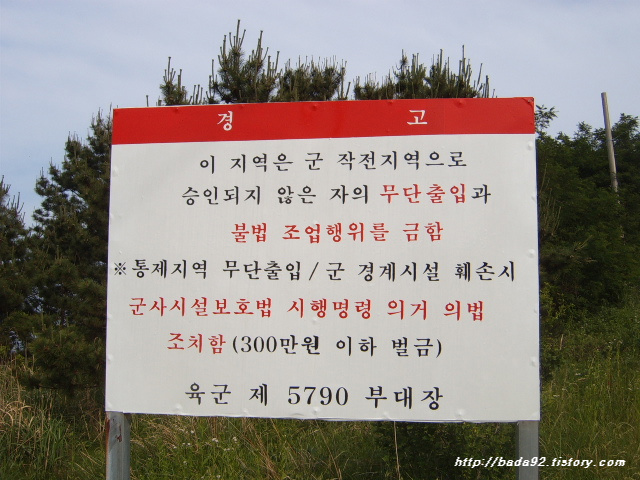 경 고
이 지역은 군 작전지역으로
승인되지 않은 자의 무단출입과
불법 조업행위를 금함
※통제지역 무단출입/군 경계시설 훼손시
군사시설보호법 시행명령 의거 의법
조치함(300만원 이하 벌금)
육군 제 5790 부대장
http://bada92.tistory.com